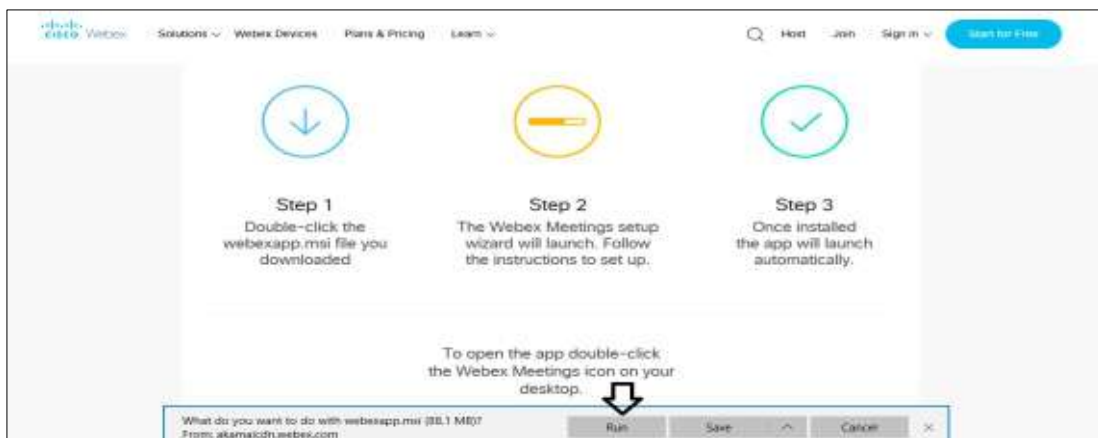 CISCO Webex Solutions Webex Devices Plans & Pricing Learn Host Join Sign in Start for Free
Step 1
Double-click the
webexapp.msi file you
downloaded
Step 2
The Webex Meetings setup
wizard will launch. Follow
the instructions to set up.
Step 3
Once installed
the app will launch
automatically.
To open the app double-click
the Webex Meetings icon on your
desktop.
What do you want to do with webexapp.msi (88.1 MB)?
From: akamaicdn.webex.com
Run Save Cancel